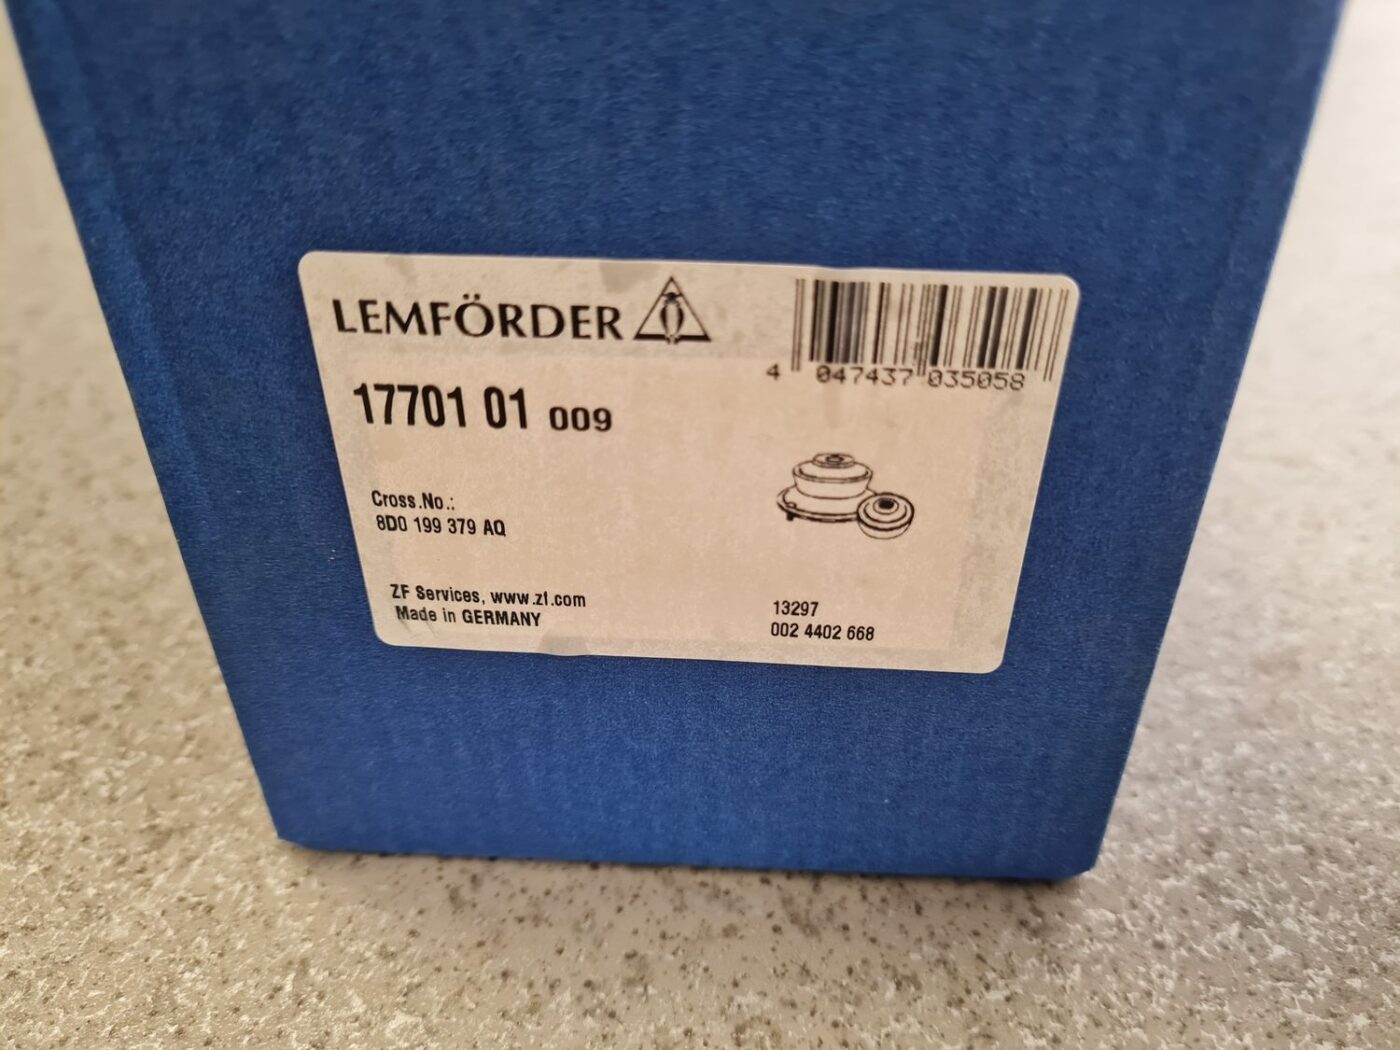 LEMFÖRDER
4 047437 035058
17701 01 009
Cross.No.:
8D0 199 379 AQ
ZF Services, www.zf.com
Made in GERMANY
13297
002 4402 668